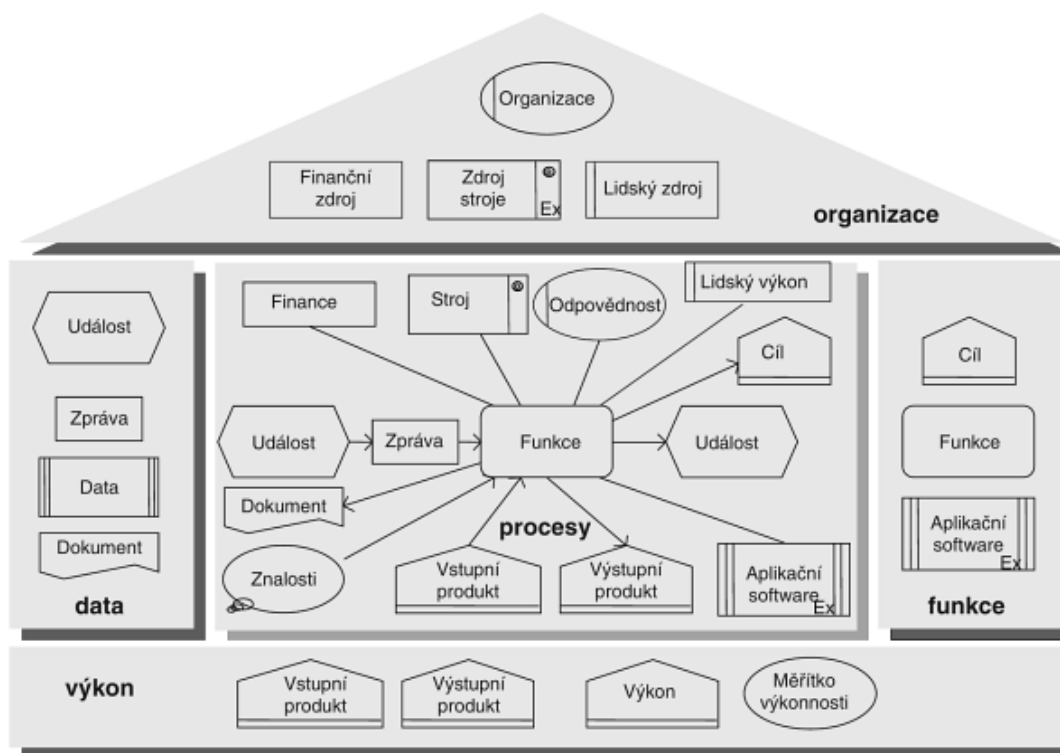 Organizace
Finanční
zdroj
Zdroj
stroje
Ex
Lidský zdroj
organizace
Událost
Zpráva
Data
Dokument
data
Finance
Stroj
Odpovědnost
Lidský výkon
Cíl
Událost
Zpráva
Funkce
Událost
Dokument
procesy
Znalosti
Vstupní
produkt
Výstupní
produkt
Aplikační
software
Ex
Cíl
Funkce
Aplikační
software
Ex
funkce
výkon
Vstupní
produkt
Výstupní
produkt
Výkon
Měřítko
výkonnosti